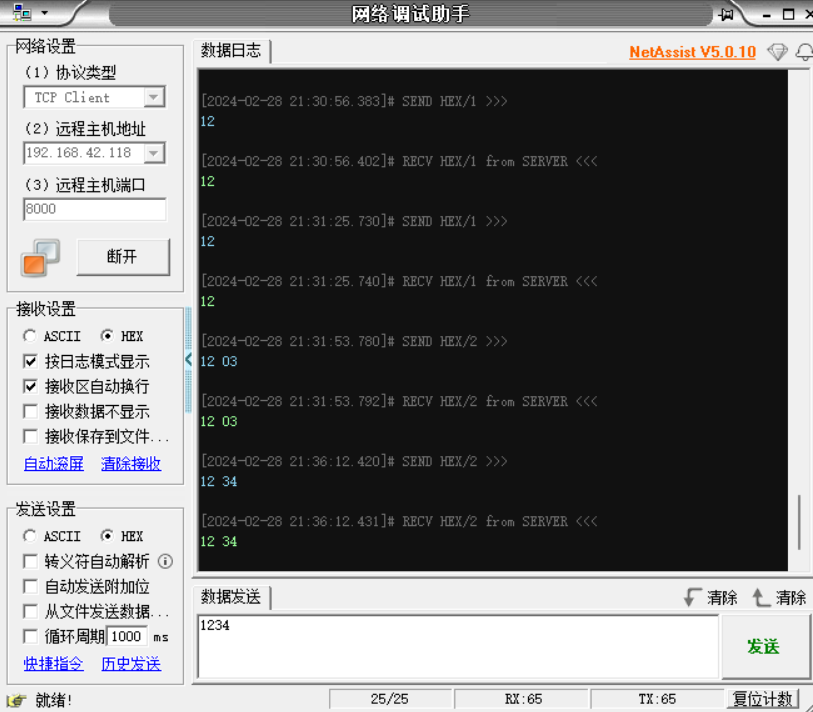 网络调试助手
网络设置
(1) 协议类型
TCP Client
(2) 远程主机地址
192.168.42.118
(3) 远程主机端口
8000
断开
接收设置
ASCII HEX
按日志模式显示
接收区自动换行
接收数据不显示
接收保存到文件...
自动滚屏 清除接收
发送设置
ASCII HEX
转义符自动解析
自动发送附加位
从文件发送数据...
循环周期 1000 ms
快捷指令 历史发送
数据日志
NetAssist V5.0.10
[2024-02-28 21:30:56.383]# SEND HEX/1 >>>
12
[2024-02-28 21:30:56.402]# RECV HEX/1 from SERVER <<<
12
[2024-02-28 21:31:25.730]# SEND HEX/1 >>>
12
[2024-02-28 21:31:25.740]# RECV HEX/1 from SERVER <<<
12
[2024-02-28 21:31:53.780]# SEND HEX/2 >>>
12 03
[2024-02-28 21:31:53.792]# RECV HEX/2 from SERVER <<<
12 03
[2024-02-28 21:36:12.420]# SEND HEX/2 >>>
12 34
[2024-02-28 21:36:12.431]# RECV HEX/2 from SERVER <<<
12 34
数据发送 清除 清除
1234
发送
就绪! 25/25 RX:65 TX:65 复位计数